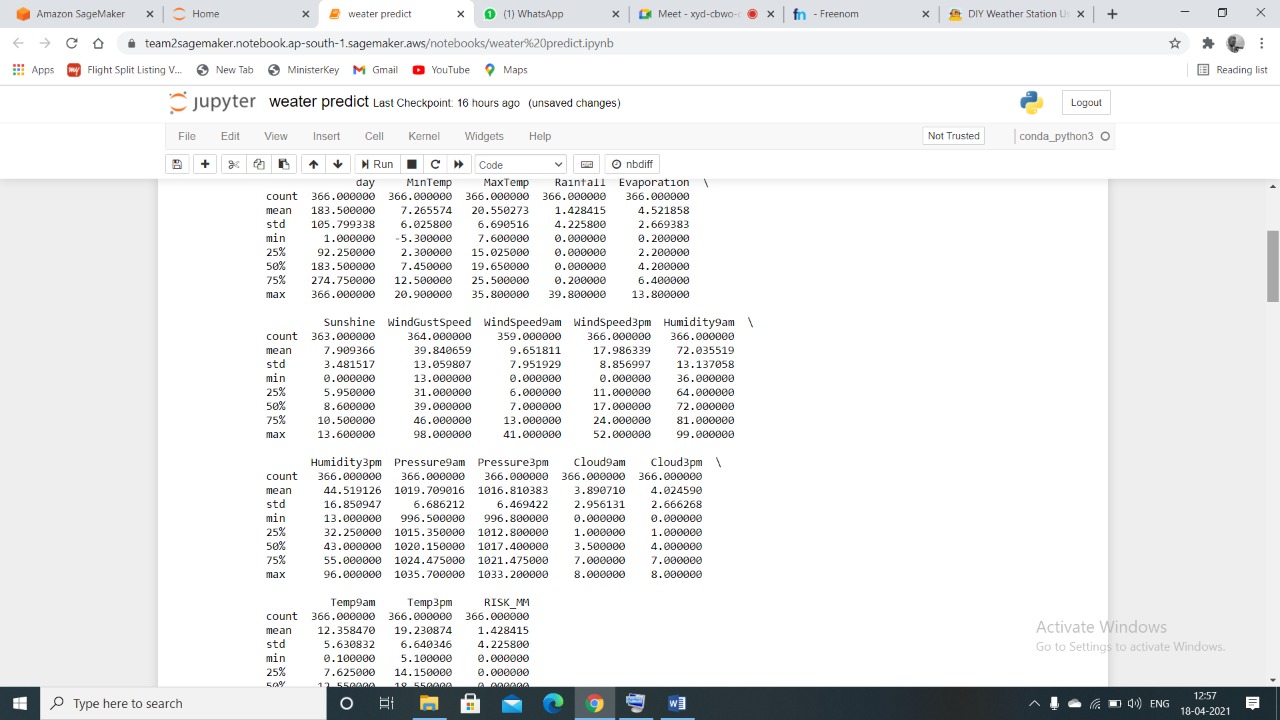 Amazon SageMaker
Home
weater predict
(1) WhatsApp
Meet - xyd-cbwo-
- Freenom
DIY Weather Station
team2sagemaker.notebook.ap-south-1.sagemaker.aws/notebooks/weater%20predict.ipynb
Apps Flight Split Listing V... New Tab MinisterKey Gmail YouTube Maps Reading list
jupyter weater predict Last Checkpoint: 16 hours ago (unsaved changes) Logout
File Edit View Insert Cell Kernel Widgets Help Not Trusted conda_python3
Run Code nbdiff
day MinTemp MaxTemp Rainfall Evaporation \
count 366.000000 366.000000 366.000000 366.000000 366.000000
mean 183.500000 7.265574 20.550273 1.428415 4.521858
std 105.799338 6.025800 6.690516 4.225800 2.669383
min 1.000000 -5.300000 7.600000 0.000000 0.200000
25% 92.250000 2.300000 15.025000 0.000000 2.200000
50% 183.500000 7.450000 19.650000 0.000000 4.200000
75% 274.750000 12.500000 25.500000 0.200000 6.400000
max 366.000000 20.900000 35.800000 39.800000 13.800000
Sunshine WindGustSpeed WindSpeed9am WindSpeed3pm Humidity9am \
count 363.000000 364.000000 359.000000 366.000000 366.000000
mean 7.909366 39.840659 9.651811 17.986339 72.035519
std 3.481517 13.059807 7.951929 8.856997 13.137058
min 0.000000 13.000000 0.000000 0.000000 36.000000
25% 5.950000 31.000000 6.000000 11.000000 64.000000
50% 8.600000 39.000000 7.000000 17.000000 72.000000
75% 10.500000 46.000000 13.000000 24.000000 81.000000
max 13.600000 98.000000 41.000000 52.000000 99.000000
Humidity3pm Pressure9am Pressure3pm Cloud9am Cloud3pm \
count 366.000000 366.000000 366.000000 366.000000 366.000000
mean 44.519126 1019.709016 1016.810383 3.890710 4.024590
std 16.850947 6.686212 6.469422 2.956131 2.666268
min 13.000000 996.500000 996.800000 0.000000 0.000000
25% 32.250000 1015.350000 1012.800000 1.000000 1.000000
50% 43.000000 1020.150000 1017.400000 3.500000 4.000000
75% 55.000000 1024.475000 1021.475000 7.000000 7.000000
max 96.000000 1035.700000 1033.200000 8.000000 8.000000
Temp9am Temp3pm RISK_MM
count 366.000000 366.000000 366.000000
mean 12.358470 19.230874 1.428415
std 5.630832 6.640346 4.225800
min 0.100000 5.100000 0.000000
25% 7.625000 14.150000 0.000000
50% 12.550000 18.550000 0.000000
Activate Windows
Go to Settings to activate Windows.
Type here to search
ENG
12:57
18-04-2021